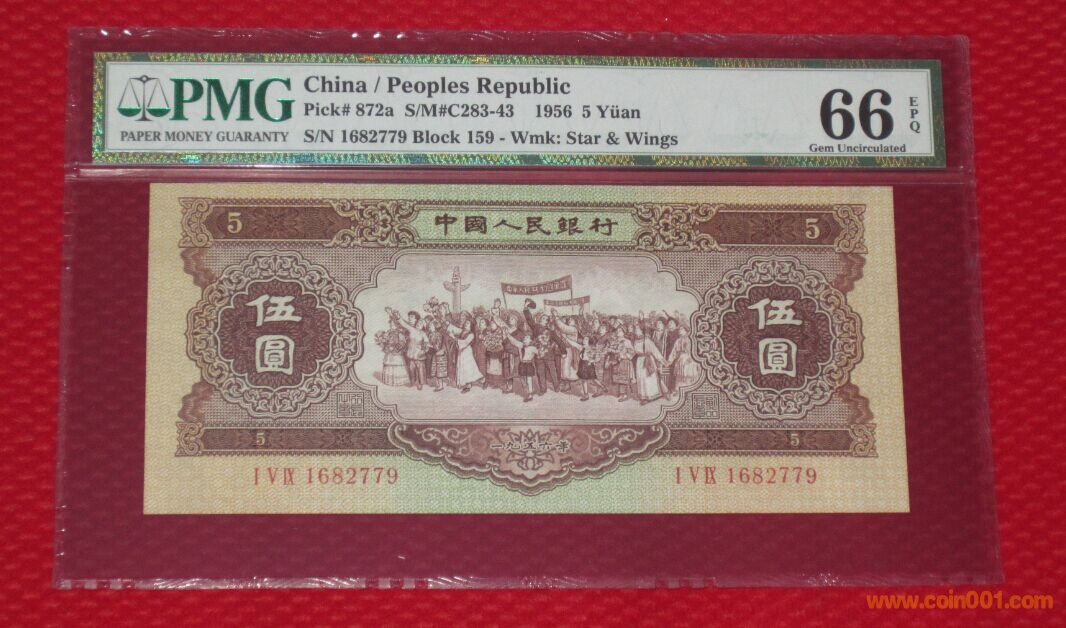 PMG
PAPER MONEY GUARANTY
China / Peoples Republic
Pick# 872a S/M#C283-43 1956 5 Yüan
S/N 1682779 Block 159 - Wmk: Star & Wings
66 EPQ
Gem Uncirculated
5 中國人民銀行 5
伍圓 伍圓
5 一九五六年 5
I V IX 1682779 I V IX 1682779
www.coin001.com